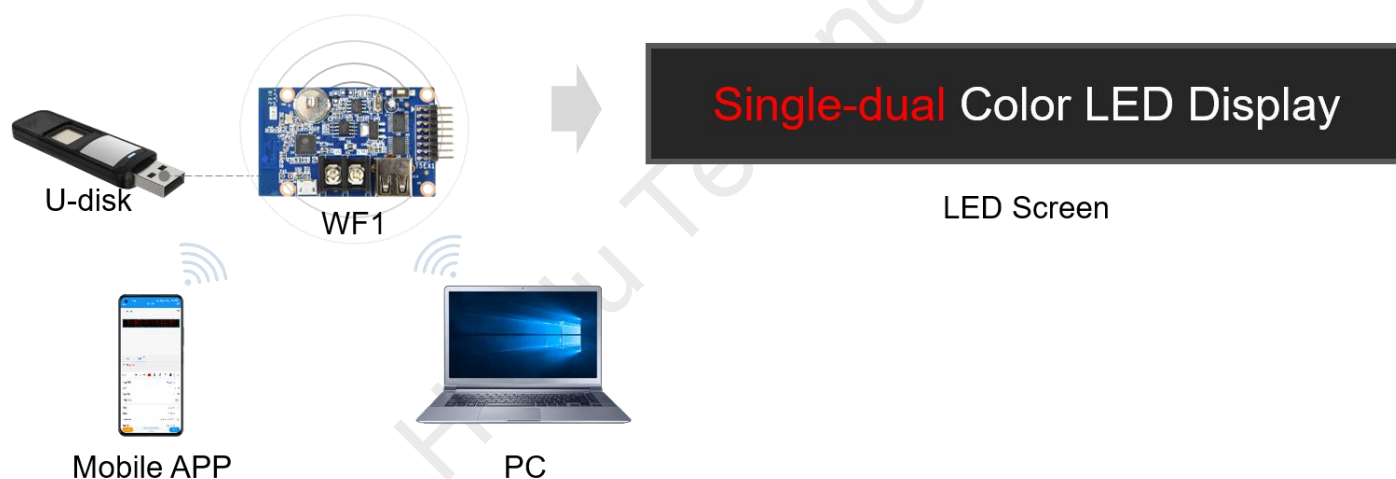 Single-dual Color LED Display
U-disk
WF1
LED Screen
Mobile APP
PC